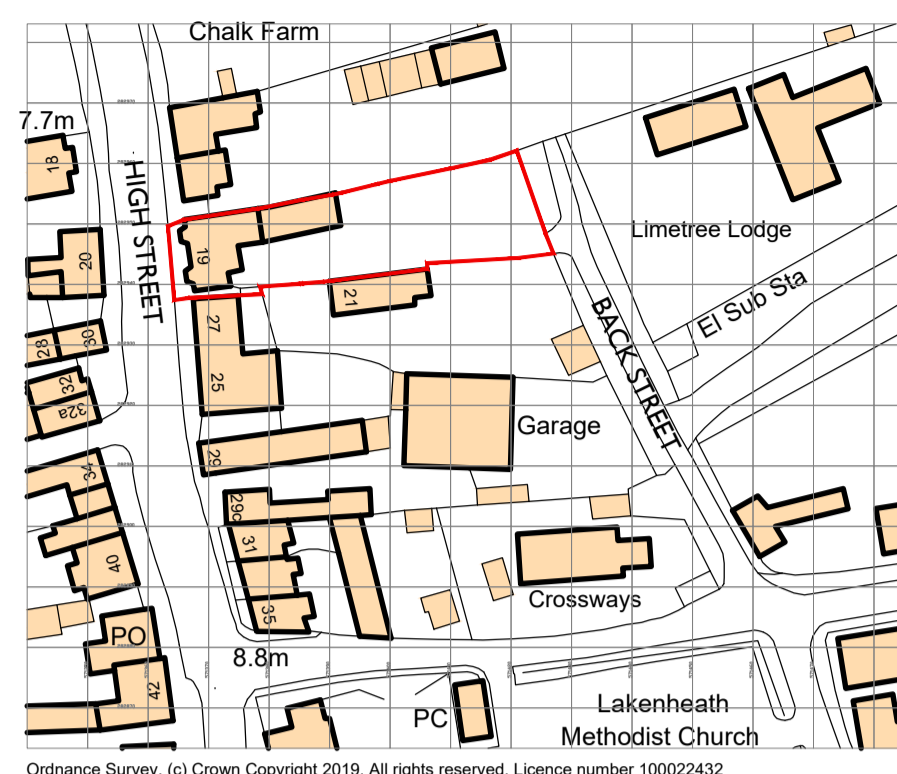 Chalk Farm
7.7m
18
HIGH STREET
19
20
Limetree Lodge
21
El Sub Sta
BACK STREET
27
28
30
25
32
32a
Garage
29
34
29c
31
40
35
Crossways
PO
8.8m
42
PC
Lakenheath
Methodist Church
Ordnance Survey, (c) Crown Copyright 2019. All rights reserved. Licence number 100022432